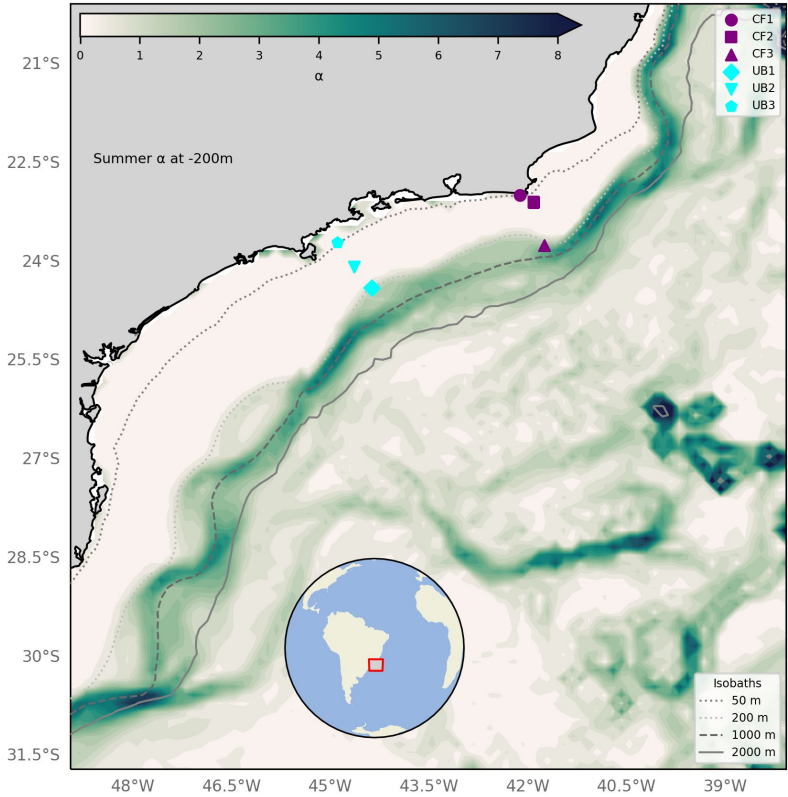 0 1 2 3 4 5 6 7 8
α
CF1
CF2
CF3
UB1
UB2
UB3
Summer α at -200m
21°S
22.5°S
24°S
25.5°S
27°S
28.5°S
30°S
31.5°S
Isobaths
50 m
200 m
1000 m
2000 m
48°W 46.5°W 45°W 43.5°W 42°W 40.5°W 39°W